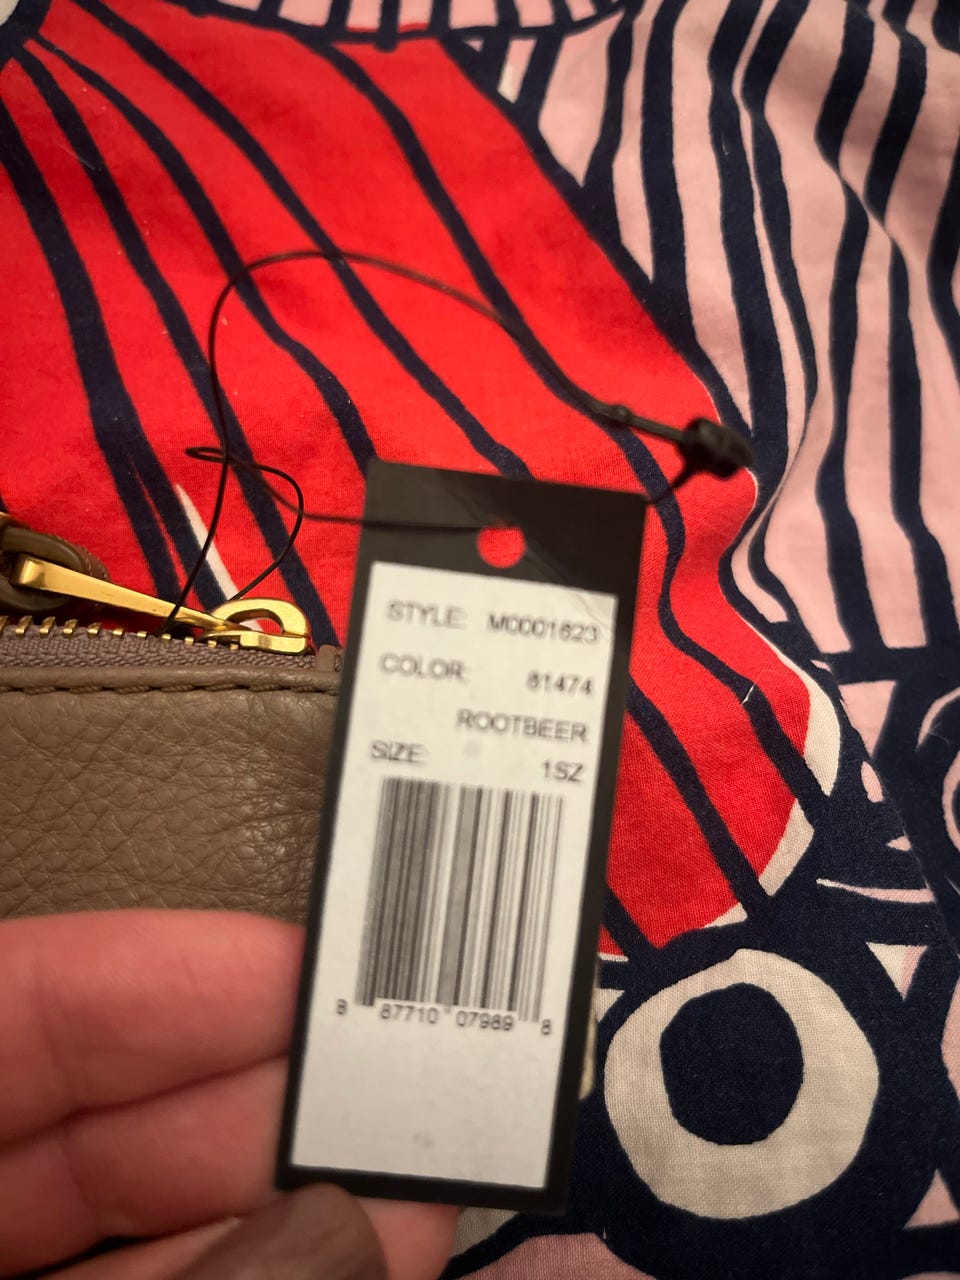 STYLE: M0001623
COLOR: 81474
ROOTBEER
SIZE: 1SZ
8 87710 07989 8